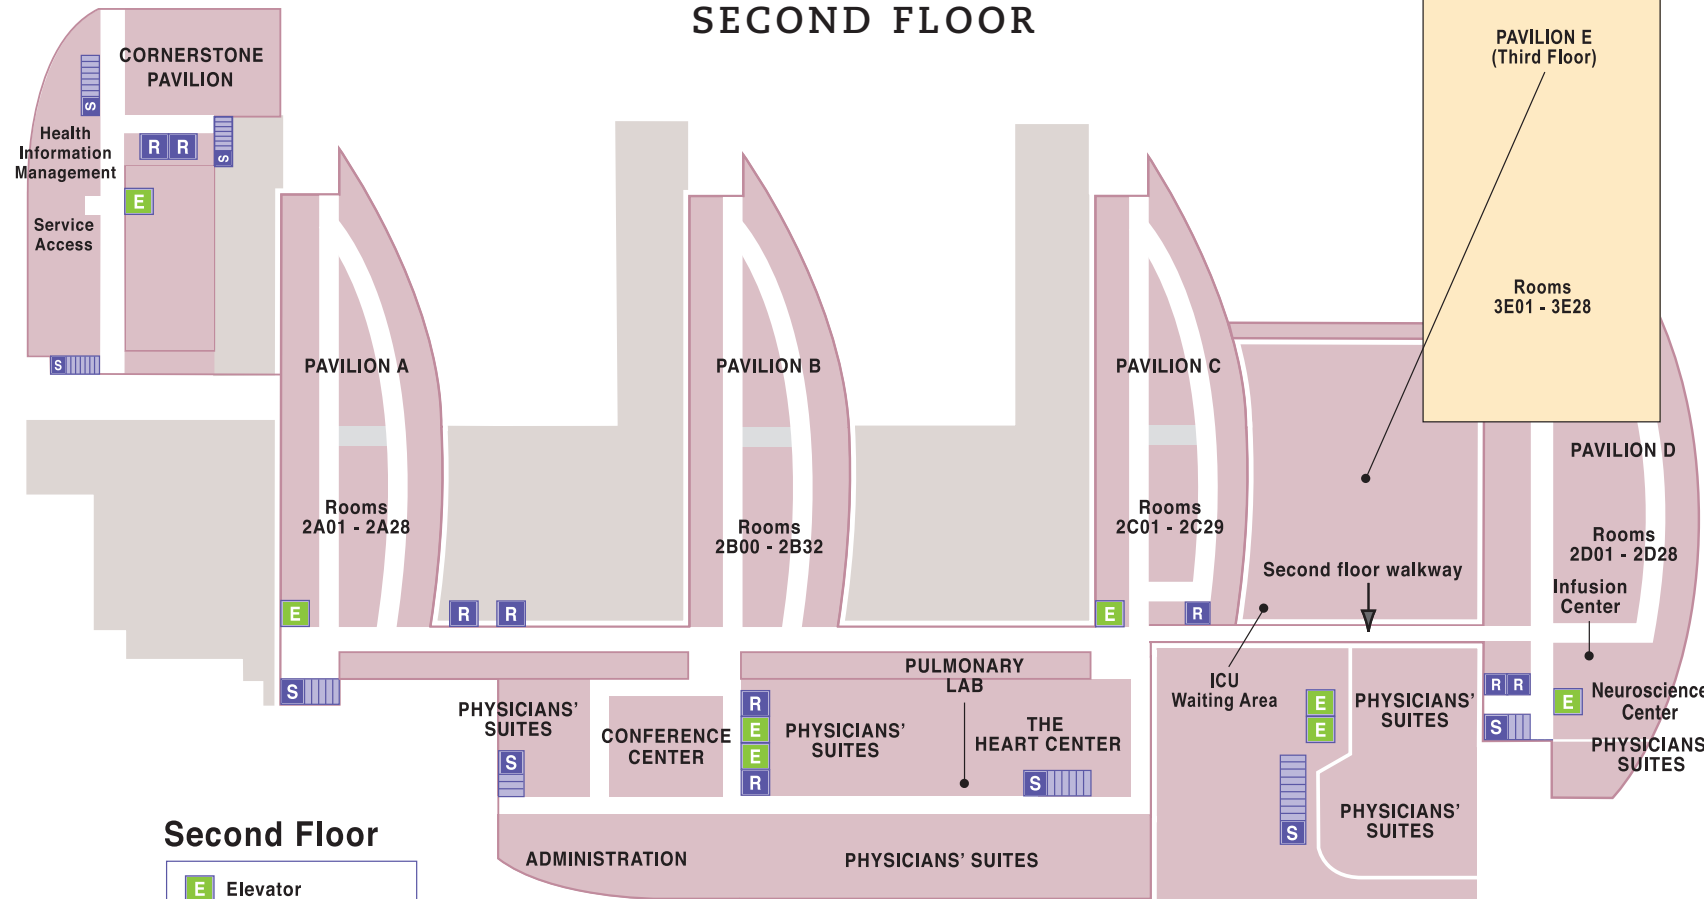 SECOND FLOOR
CORNERSTONE
PAVILION
S
Health
Information
Management
R R
S
E
Service
Access
S
PAVILION E
(Third Floor)
Rooms
3E01 - 3E28
PAVILION A
Rooms
2A01 - 2A28
E
R
R
S
PAVILION B
Rooms
2B00 - 2B32
PAVILION C
Rooms
2C01 - 2C29
E
R
Second floor walkway
PAVILION D
Rooms
2D01 - 2D28
Infusion
Center
PHYSICIANS'
SUITES
S
CONFERENCE
CENTER
R
E
E
R
PHYSICIANS'
SUITES
PULMONARY
LAB
THE
HEART CENTER
S
ICU
Waiting Area
E
E
S
PHYSICIANS'
SUITES
PHYSICIANS'
SUITES
R R
S
E
Neuroscience
Center
PHYSICIANS
SUITES
ADMINISTRATION
PHYSICIANS' SUITES
Second Floor
E Elevator